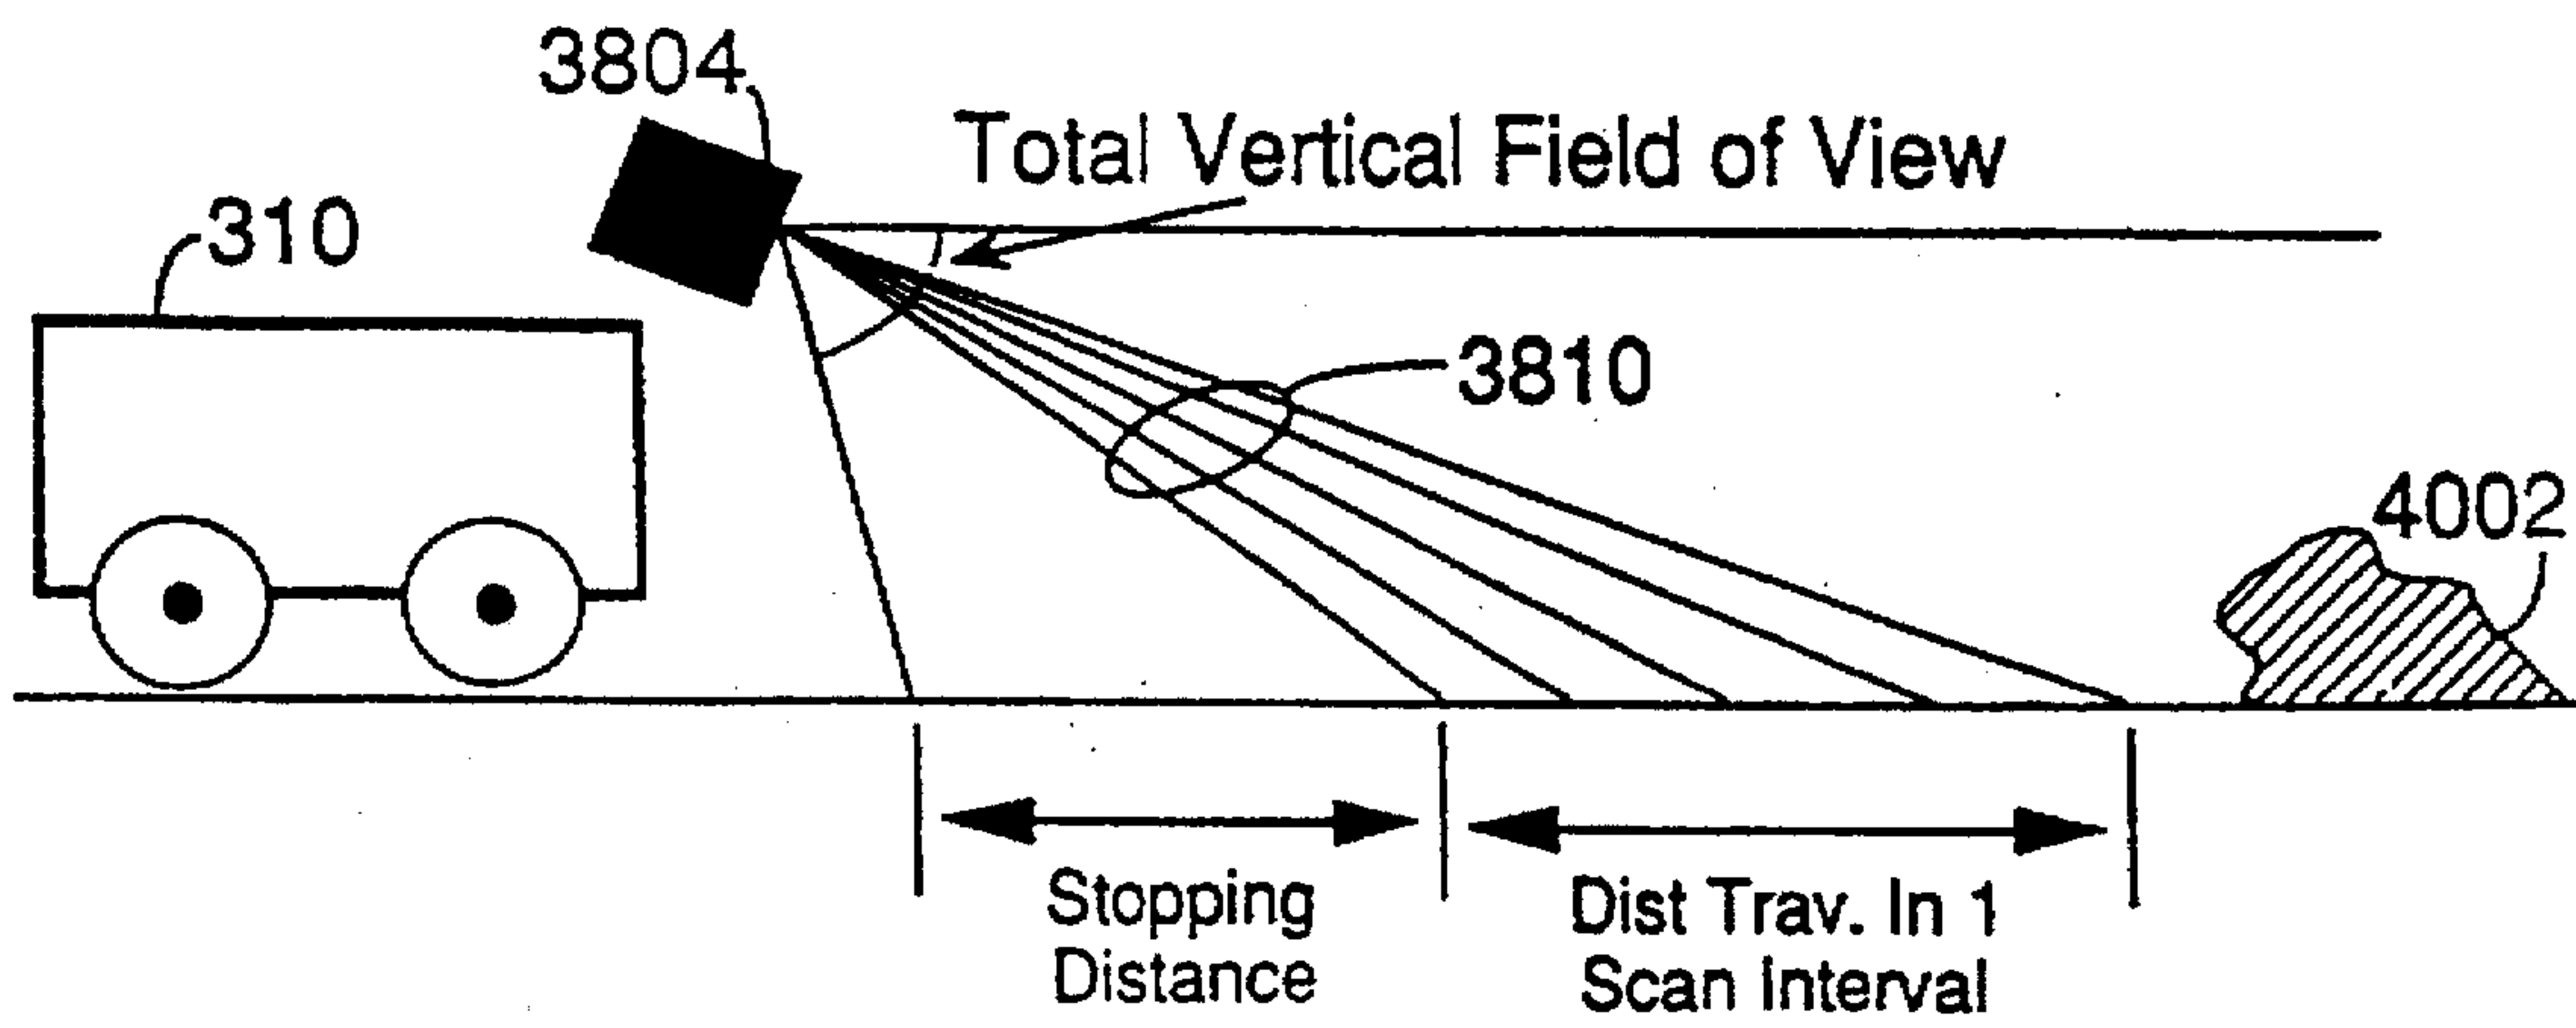 3804
Total Vertical Field of View
310
3810
4002
Stopping
Distance
Dist Trav. In 1
Scan Interval